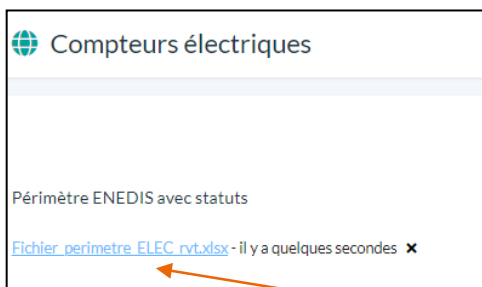 Compteurs électriques
Périmètre ENEDIS avec statuts
Fichier_perimetre_ELEC_rvt.xlsx - il y a quelques secondes ×